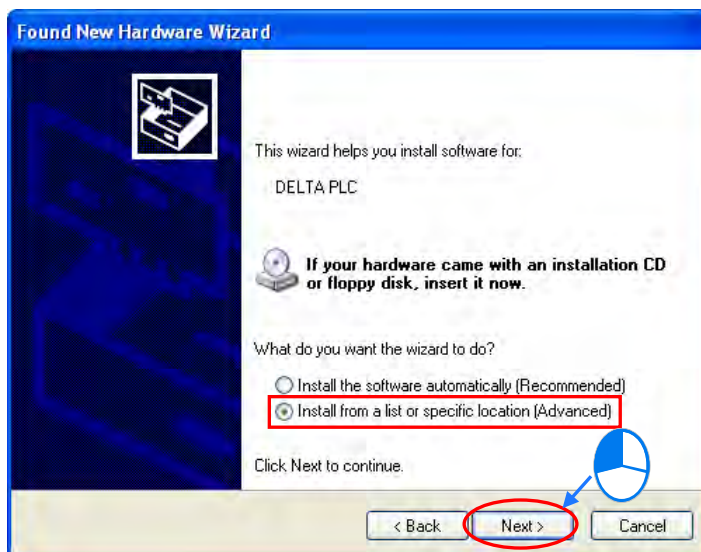 Found New Hardware Wizard
This wizard helps you install software for:
DELTA PLC
If your hardware came with an installation CD
or floppy disk, insert it now.
What do you want the wizard to do?
Install the software automatically (Recommended)
Install from a list or specific location (Advanced)
Click Next to continue.
< Back Next > Cancel